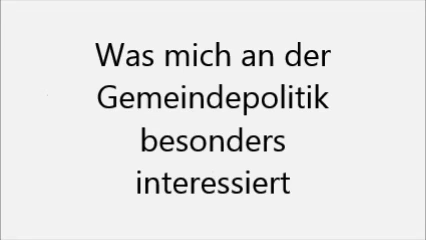 Was mich an der
Gemeindepolitik
besonders
interessiert